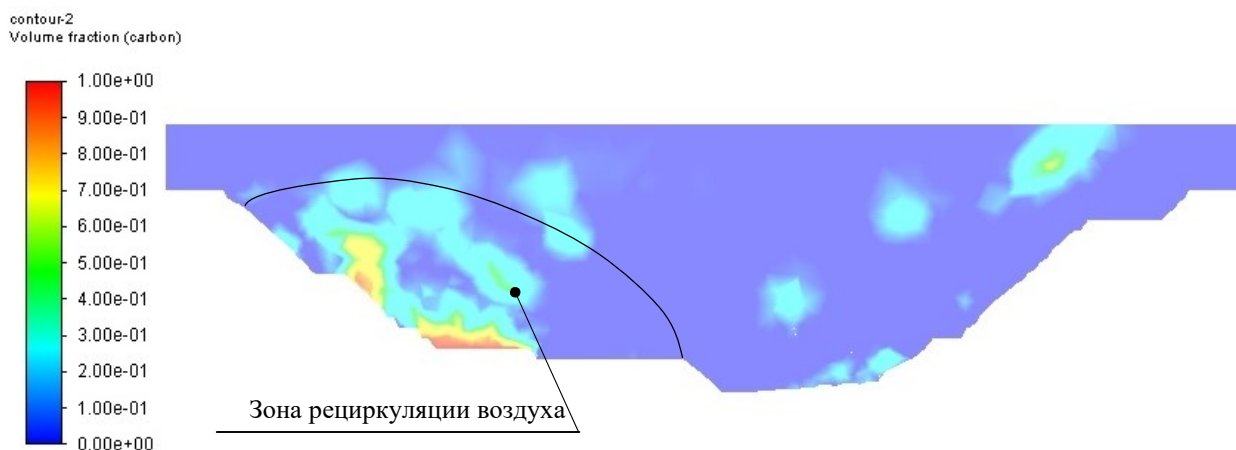 contour-2
Volume fraction (carbon)
1.00e+00
9.00e-01
8.00e-01
7.00e-01
6.00e-01
5.00e-01
4.00e-01
3.00e-01
2.00e-01
1.00e-01
0.00e+00
Зона рециркуляции воздуха